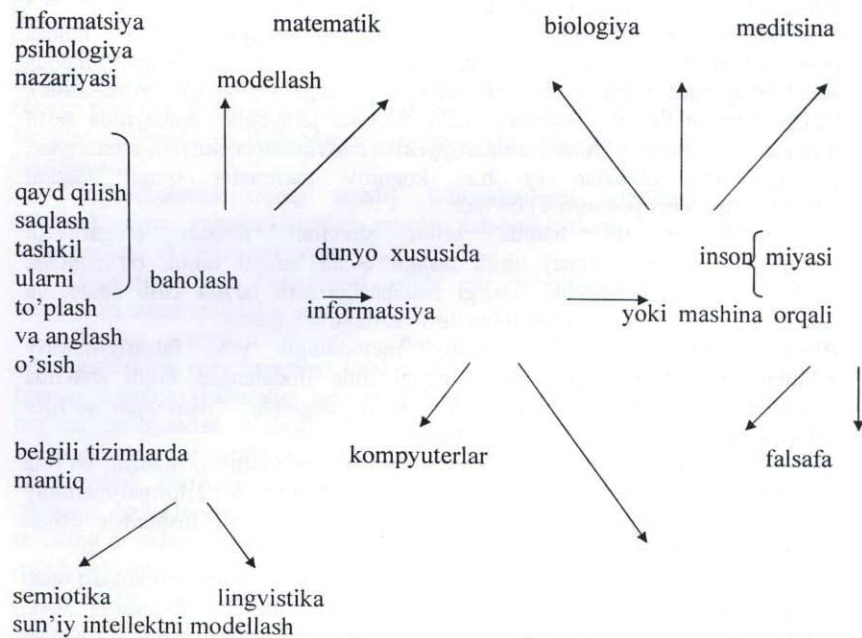 Informatsiya matematik biologiya meditsina
psihologiya
nazariyasi modellash
qayd qilish
saqlash
tashkil dunyo xususida inson miyasi
ularni baholash
to’plash informatsiya yoki mashina orqali
va anglash
o’sish
belgili tizimlarda kompyuterlar falsafa
mantiq
semiotika lingvistika
sun’iy intellektni modellash